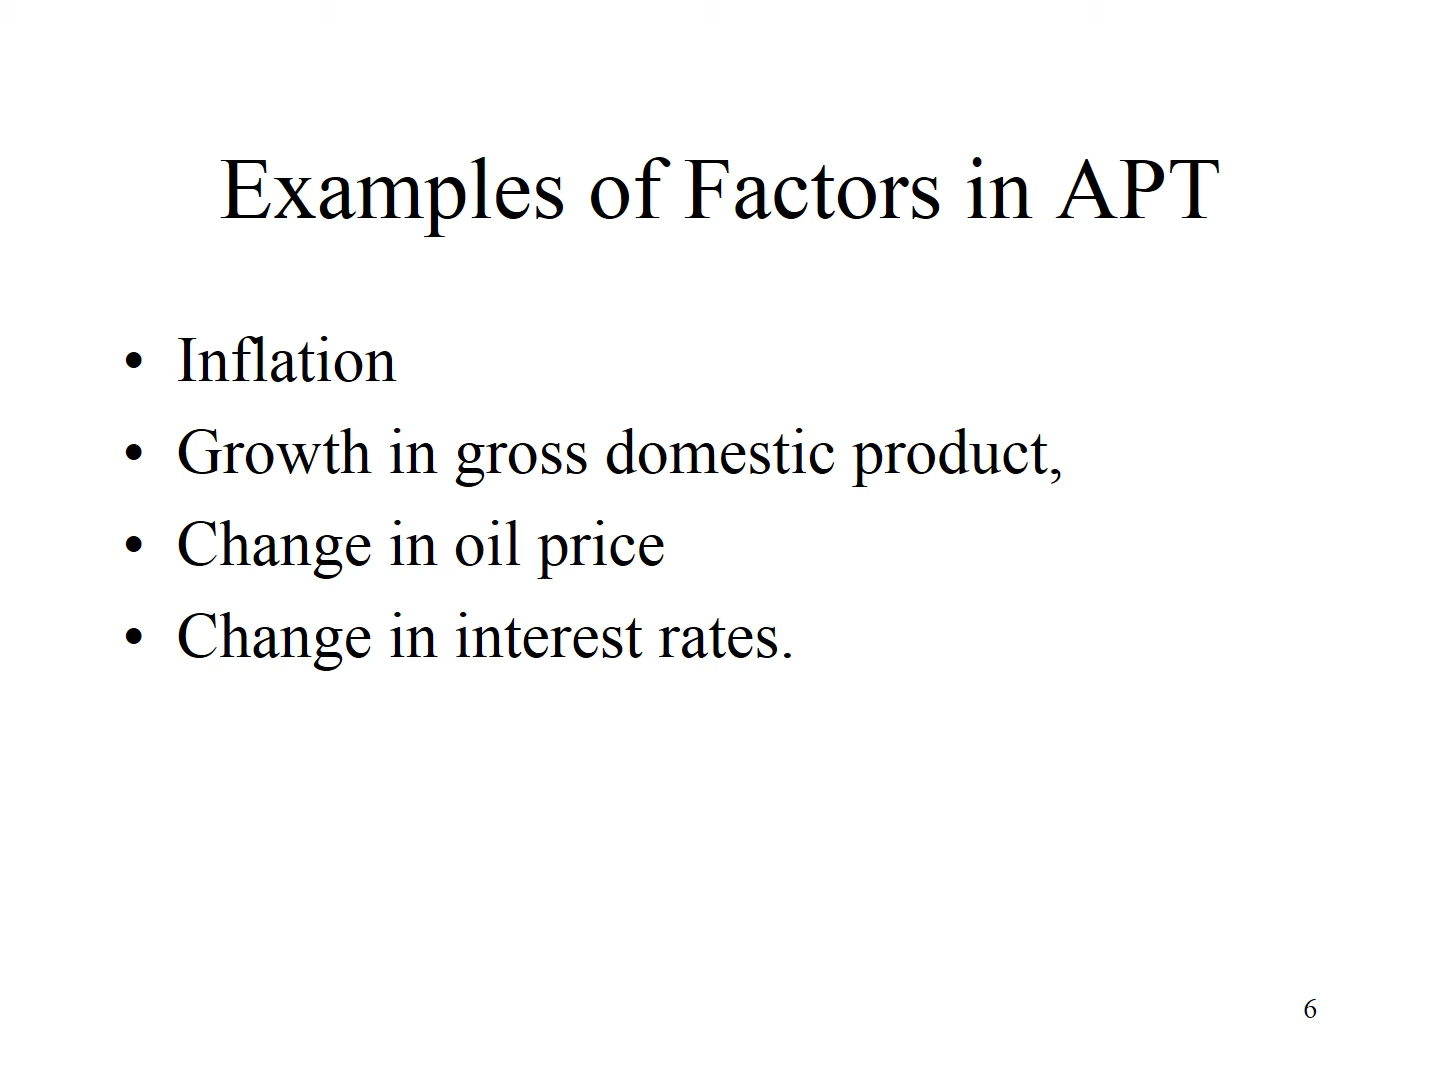 Examples of Factors in APT
• Inflation
• Growth in gross domestic product,
• Change in oil price
• Change in interest rates.
6